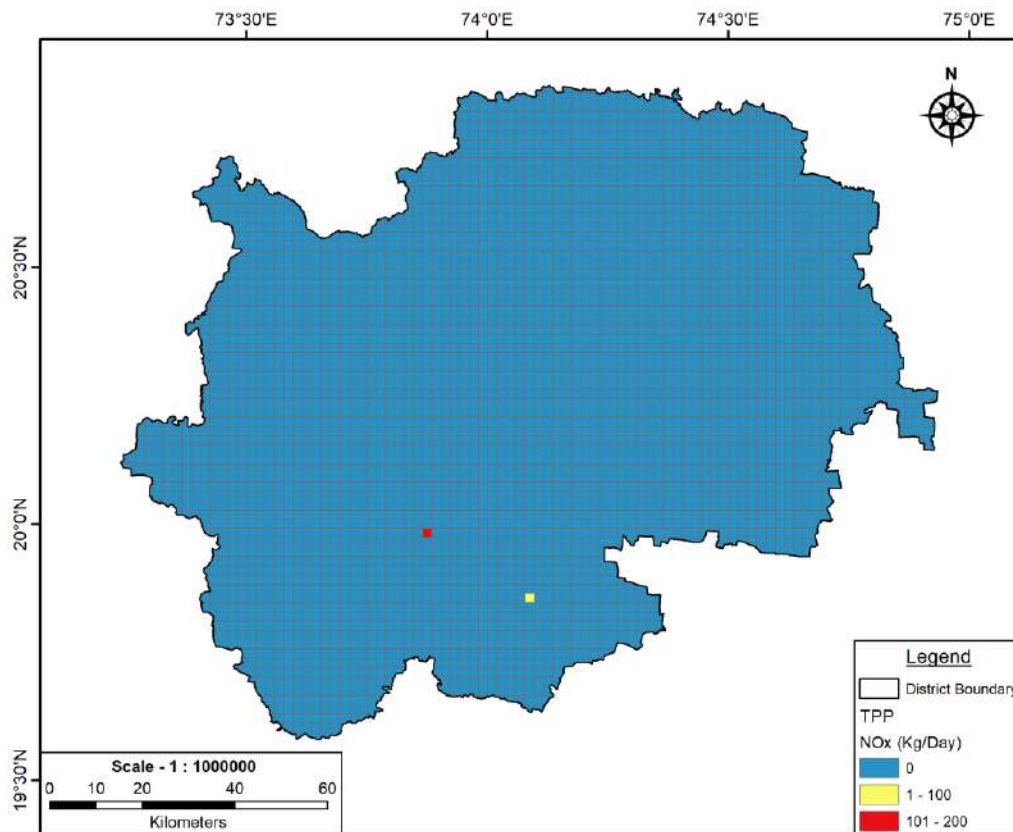 73°30'E 74°0'E 74°30'E 75°0'E
N
20°30'N
20°0'N
19°30'N
Legend
District Boundary
TPP
NOx (Kg/Day)
0
1 - 100
101 - 200
Scale - 1 : 1000000
0 10 20 40 60
Kilometers